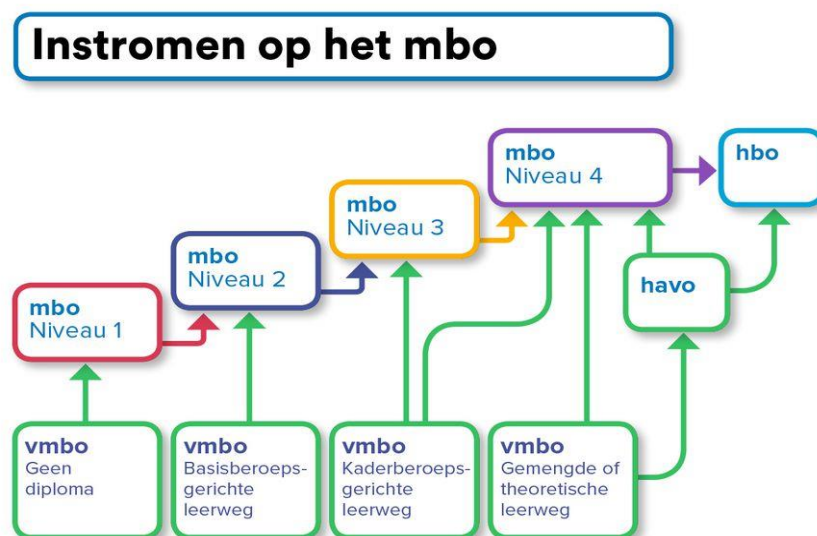 Instromen op het mbo
mbo
Niveau 4
hbo
mbo
Niveau 3
mbo
Niveau 2
havo
mbo
Niveau 1
vmbo
Geen
diploma
vmbo
Basisberoeps-
gerichte
leerweg
vmbo
Kaderberoeps-
gerichte
leerweg
vmbo
Gemengde of
theoretische
leerweg